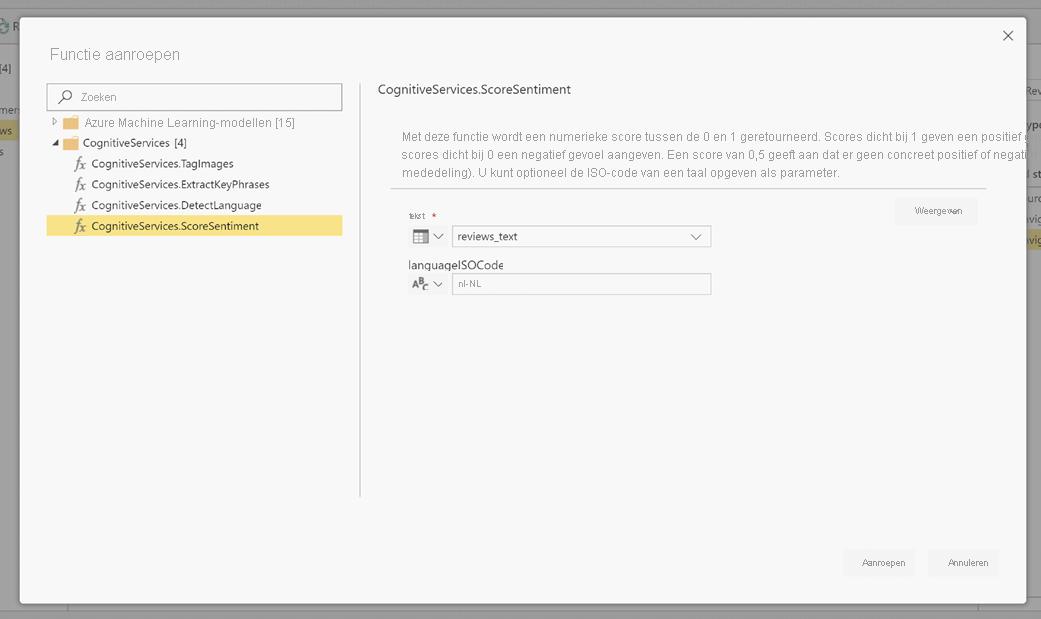 [4]
Functie aanroepen
CognitiveServices.ScoreSentiment
Zoeken
Azure Machine Learning-modellen [15]
CognitiveServices [4]
CognitiveServices.TagImages
CognitiveServices.ExtractKeyPhrases
CognitiveServices.DetectLanguage
CognitiveServices.ScoreSentiment
Met deze functie wordt een numerieke score tussen de 0 en 1 geretourneerd. Scores dicht bij 1 geven een positief
scores dicht bij 0 een negatief gevoel aangeven. Een score van 0,5 geeft aan dat er geen concreet positief of negati
mededeling). U kunt optioneel de ISO-code van een taal opgeven als parameter.
tekst *
Weergeven
reviews_text
languageISOCode
ABC
nl-NL
Aanroepen
Annuleren